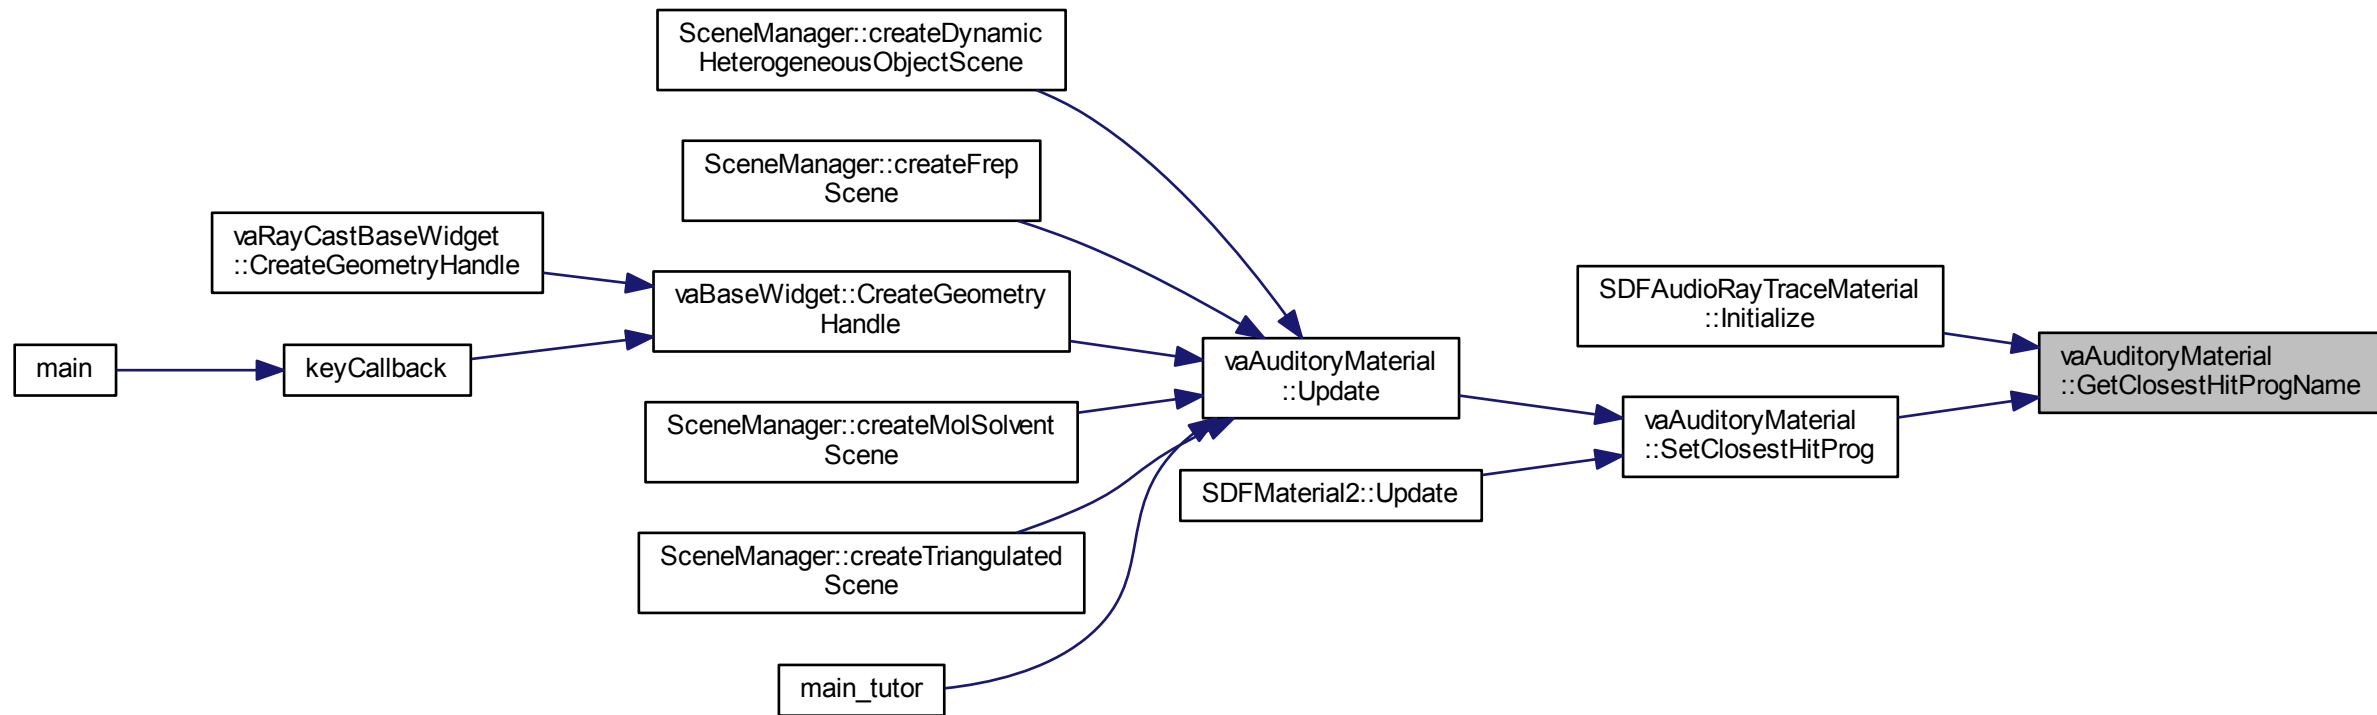 SceneManager::createDynamic
HeterogeneousObjectScene
SceneManager::createFrep
Scene
vaRayCastBaseWidget
::CreateGeometryHandle
vaBaseWidget::CreateGeometry
Handle
main
keyCallback
SceneManager::createMolSolvent
Scene
SceneManager::createTriangulated
Scene
main_tutor
vaAuditoryMaterial
::Update
SDFMaterial2::Update
SDFAudioRayTraceMaterial
::Initialize
vaAuditoryMaterial
::SetClosestHitProg
vaAuditoryMaterial
::GetClosestHitProgName